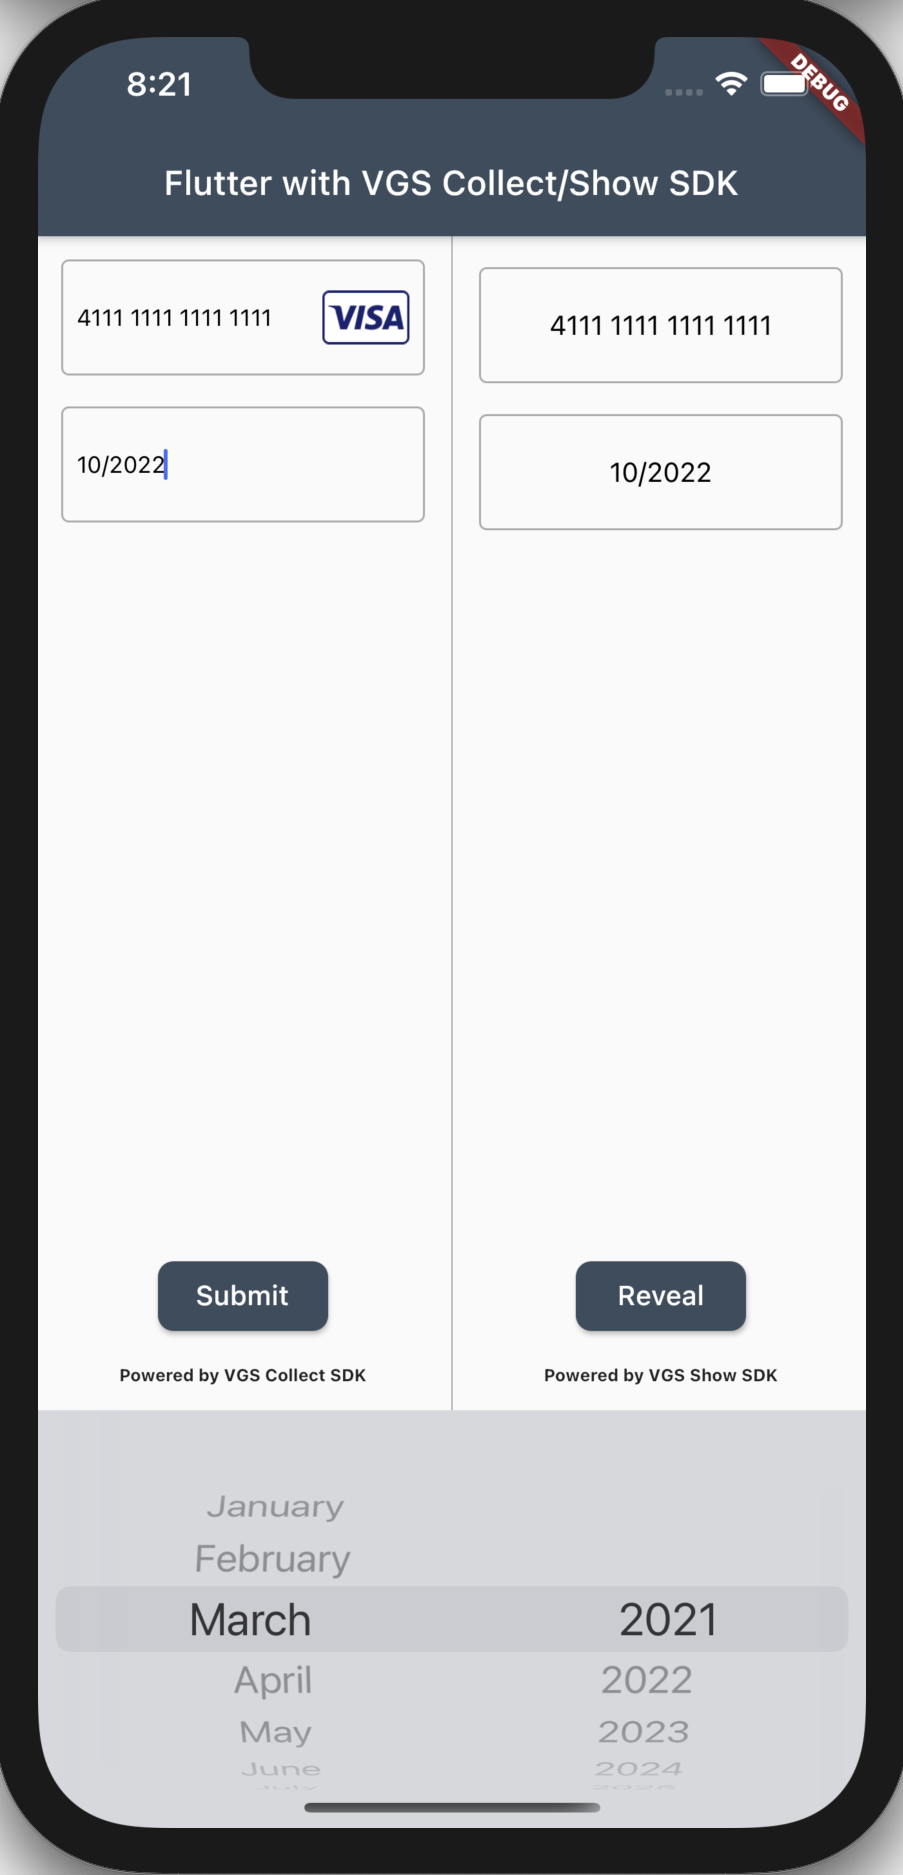 8:21
DEBUG
Flutter with VGS Collect/Show SDK
4111 1111 1111 1111 VISA
4111 1111 1111 1111
10/2022
10/2022
Submit
Reveal
Powered by VGS Collect SDK
Powered by VGS Show SDK
January
February
March 2021
April 2022
May 2023
June 2024
July 2025